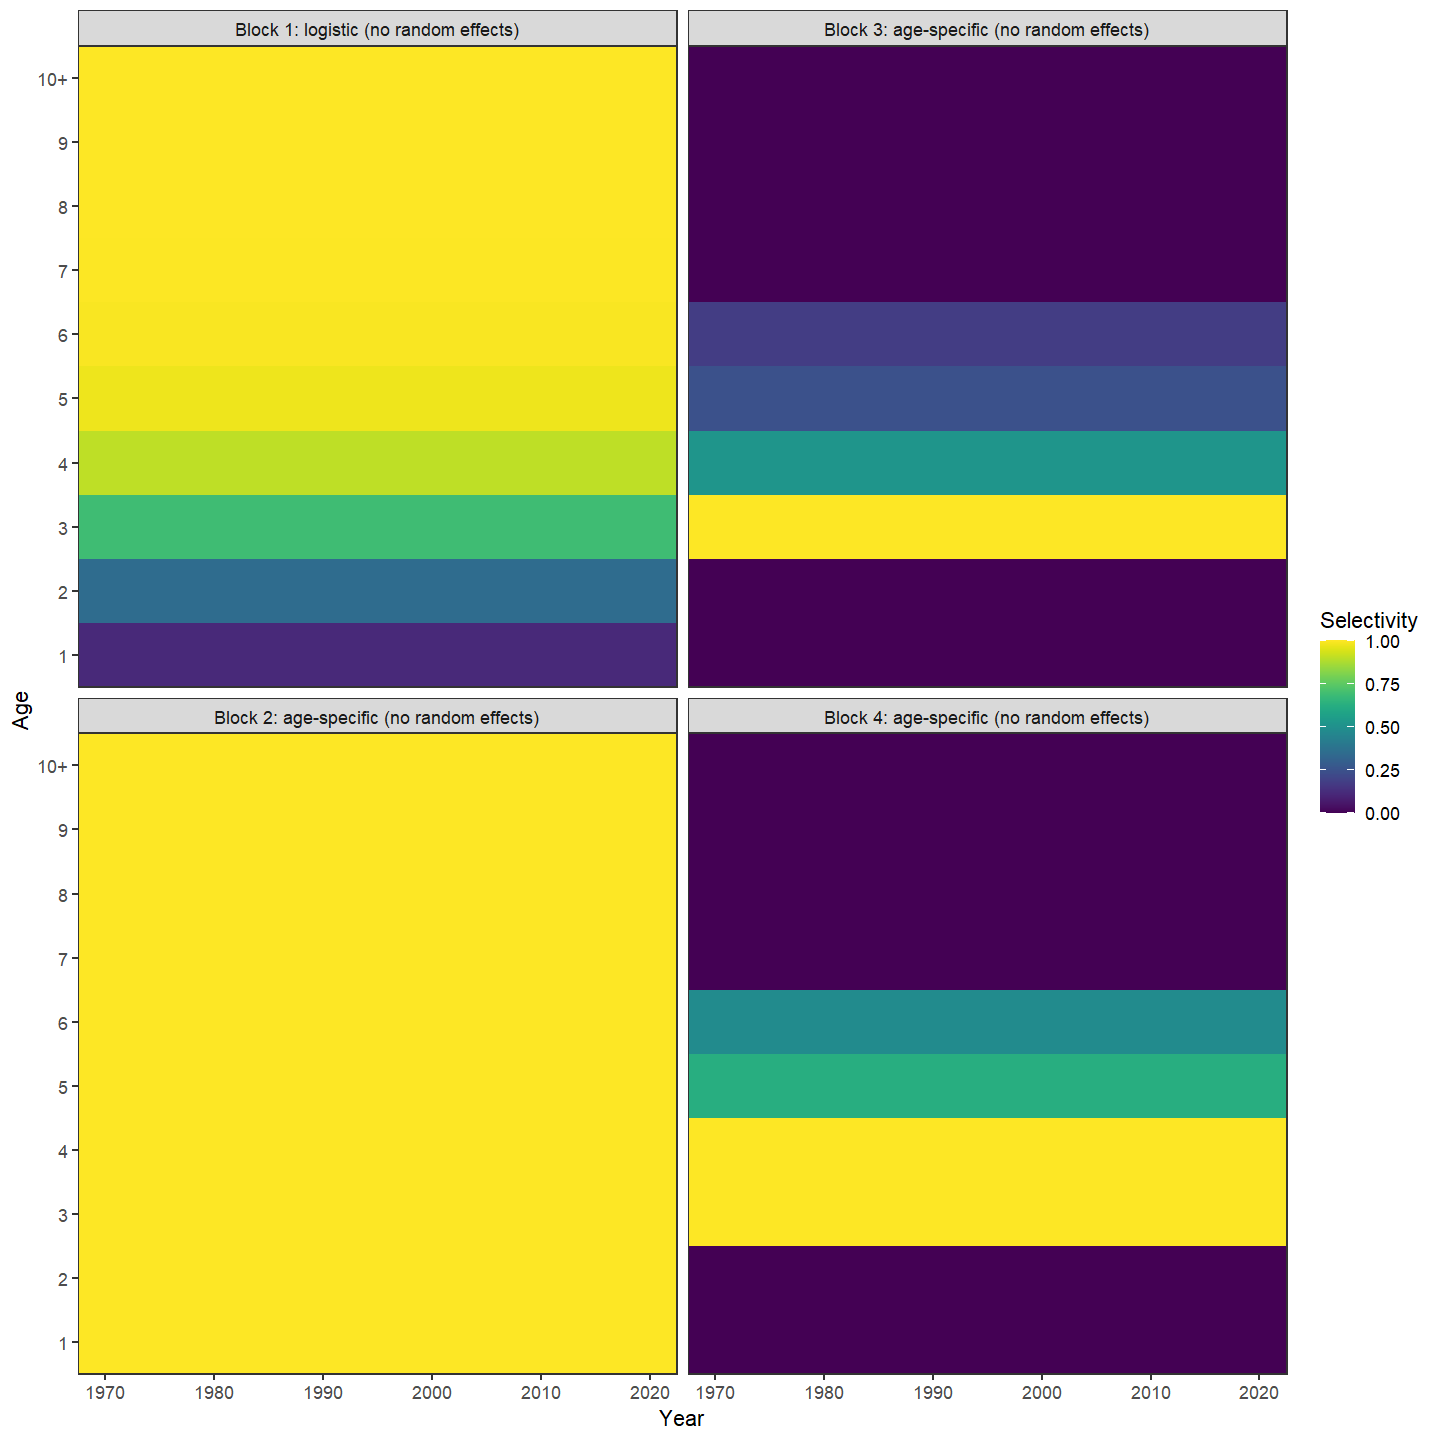 Block 1: logistic (no random effects)
Block 3: age-specific (no random effects)
10+
9
8
7
6
5
4
3
2
1
Block 2: age-specific (no random effects)
Block 4: age-specific (no random effects)
10+
9
8
7
6
5
4
3
2
1
Age
1970 1980 1990 2000 2010 2020
1970 1980 1990 2000 2010 2020
Year
Selectivity
1.00
0.75
0.50
0.25
0.00